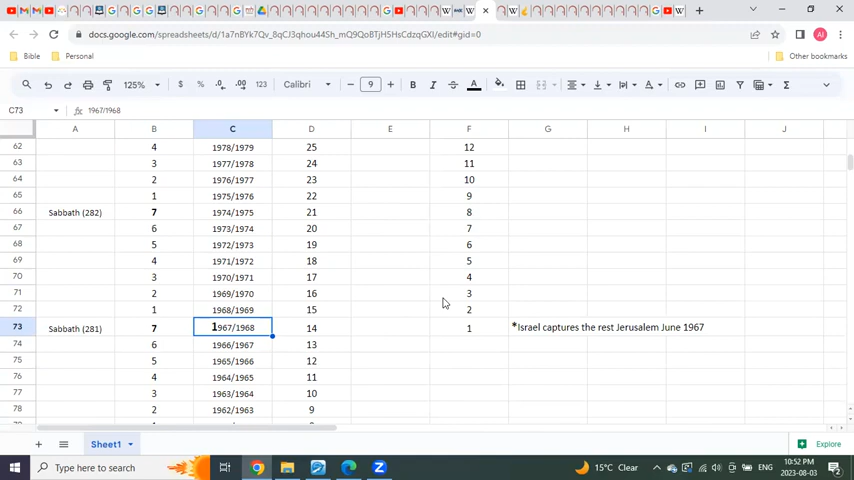 docs.google.com/spreadsheets/d/1a7nBYk7Qv_8qCJ3qhou44Sh_mQ9QoBTjH5HsCdzqGXI/edit#gid=0
Bible Personal Other bookmarks
125% $ % .0 .00 123 Calibri 9 B I A
C73 fx 1967/1968
A B C D E F G H I J
62 4 1978/1979 25 12
63 3 1977/1978 24 11
64 2 1976/1977 23 10
65 1 1975/1976 22 9
66 Sabbath (282) 7 1974/1975 21 8
67 6 1973/1974 20 7
68 5 1972/1973 19 6
69 4 1971/1972 18 5
70 3 1970/1971 17 4
71 2 1969/1970 16 3
72 1 1968/1969 15 2
73 Sabbath (281) 7 1967/1968 14 1 *Israel captures the rest Jerusalem June 1967
74 6 1966/1967 13
75 5 1965/1966 12
76 4 1964/1965 11
77 3 1963/1964 10
78 2 1962/1963 9
Sheet1 Explore
Type here to search 15°C Clear ENG 10:52 PM
2023-08-03